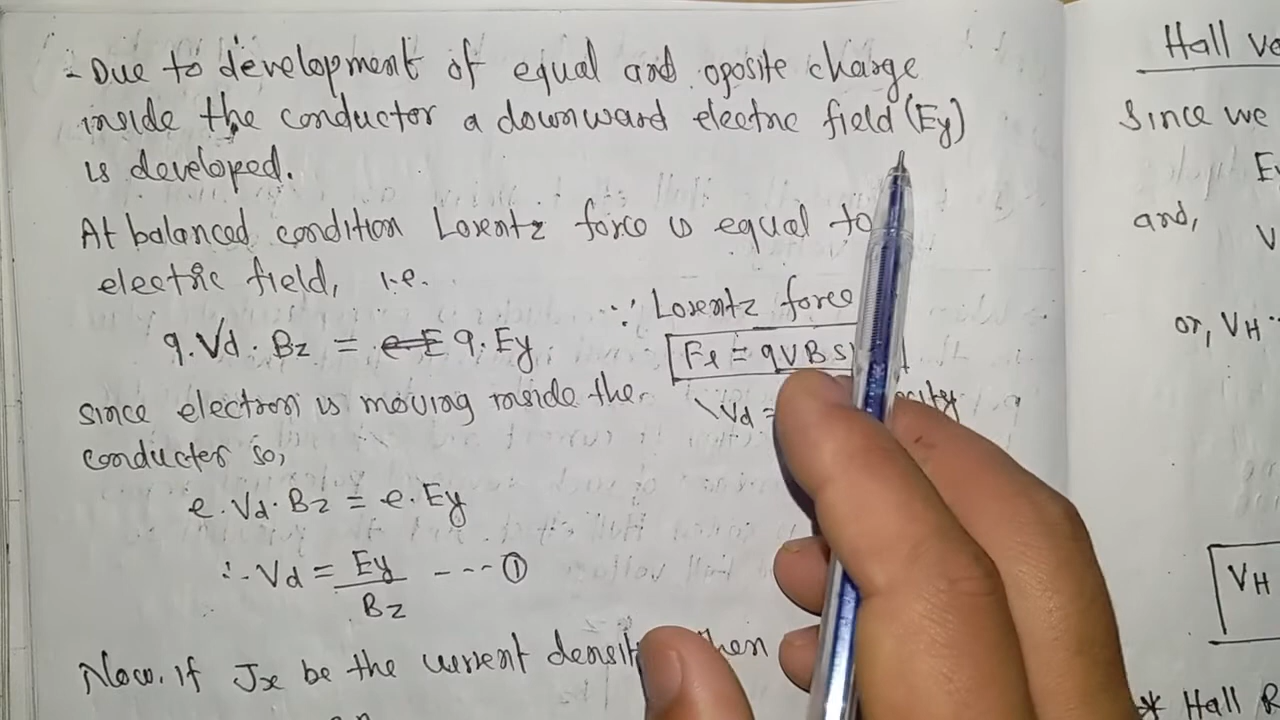 - Due to development of equal and oposite charge
inside the conductor a downward electric field (Ey)
is developed.
At balanced condition Lorentz force is equal to
electric field, i.e.
q.Vd.Bz = q.Ey
∵ Lorentz force
Fl = qVBs
since electron is moving inside the
Vd =
conductor so,
e.Vd.Bz = e.Ey
∴ Vd = Ey/Bz ---- ①
Now, if Jx be the current
Hall Vo
Since we
and,
V
or, VH
VH
* Hall R